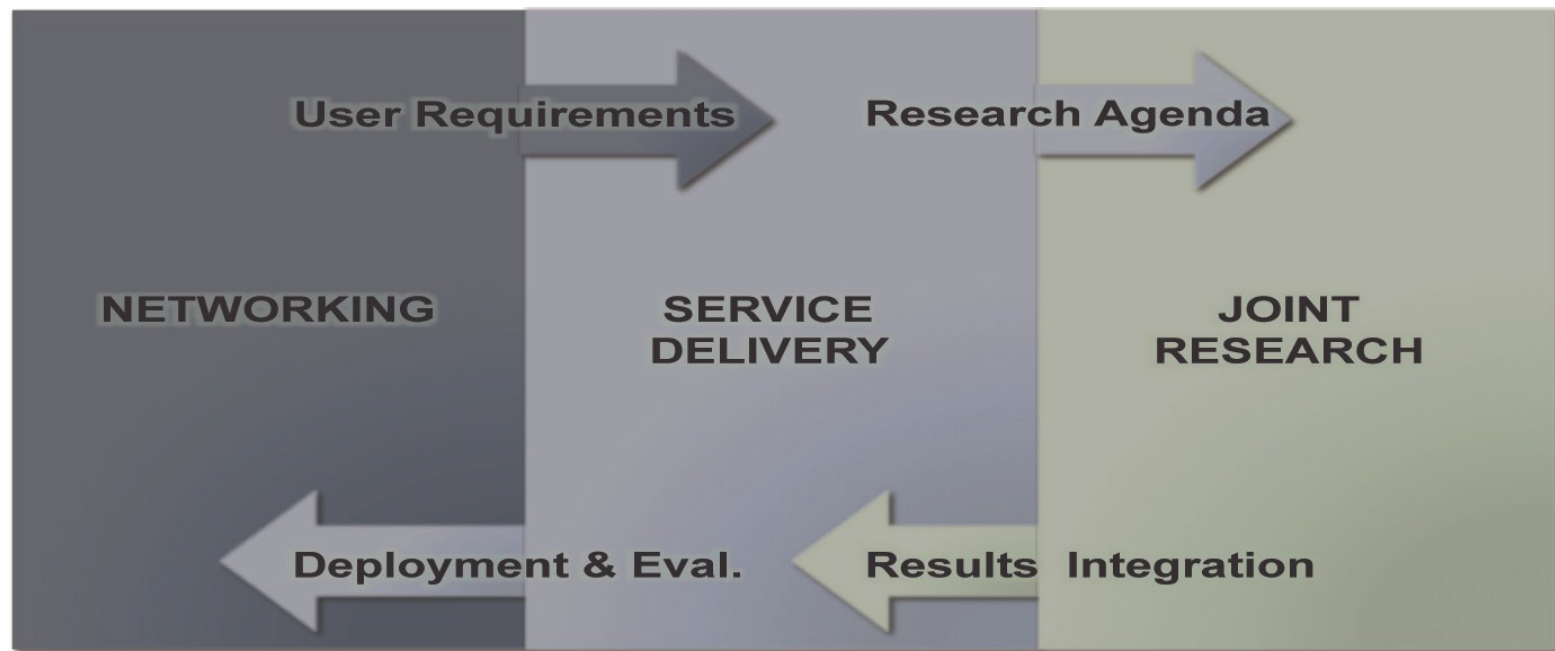 User Requirements
Research Agenda
NETWORKING
SERVICE
DELIVERY
JOINT
RESEARCH
Deployment & Eval.
Results Integration